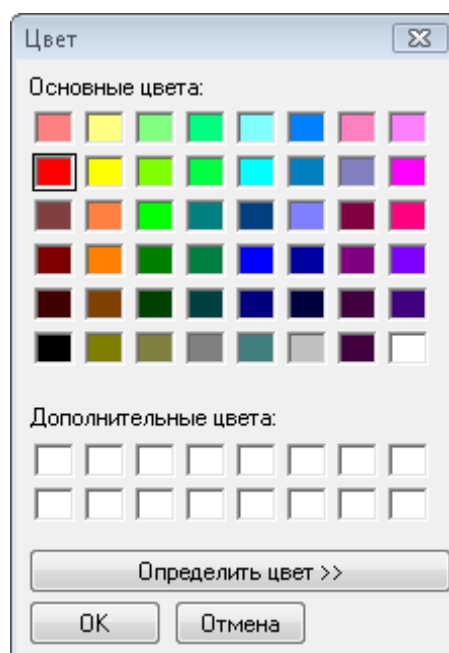 Цвет
Основные цвета:
Дополнительные цвета:
Определить цвет >>
OK
Отмена